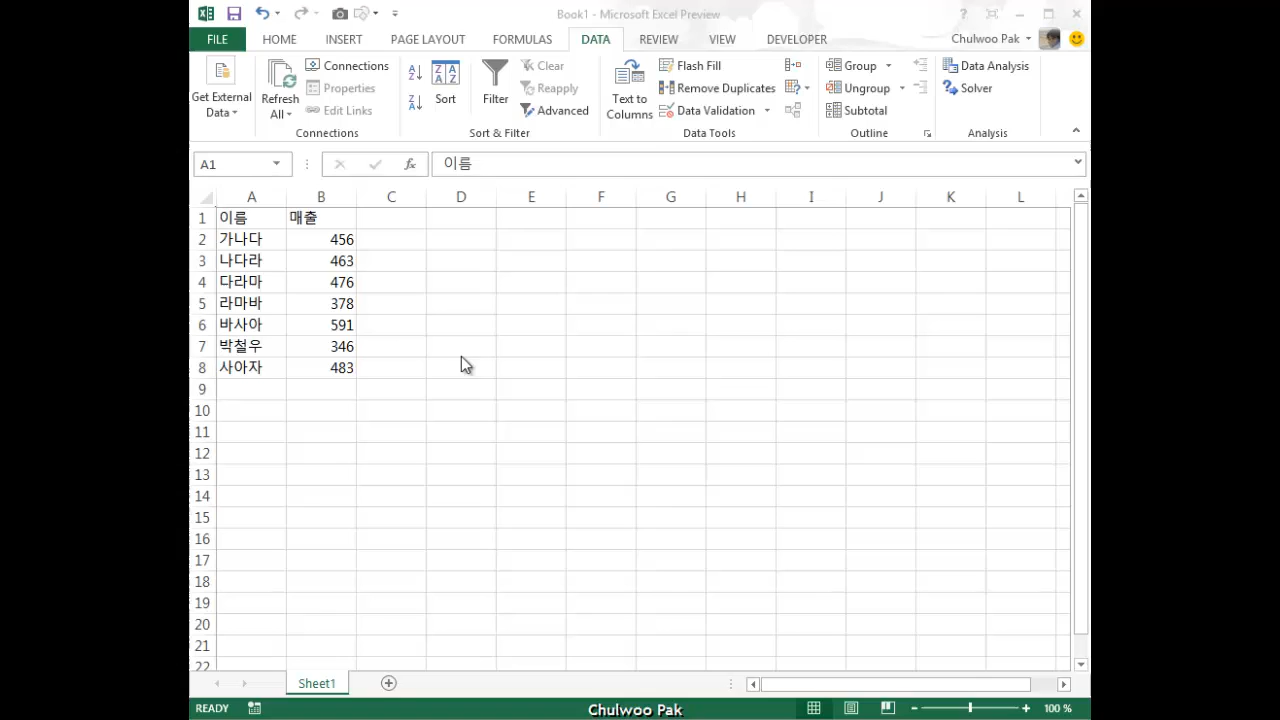 Book1 - Microsoft Excel Preview
?
FILE HOME INSERT PAGE LAYOUT FORMULAS DATA REVIEW VIEW DEVELOPER Chulwoo Pak
Get External Data
Refresh All
Connections
Properties
Edit Links
Connections
Sort
Filter
Clear
Reapply
Advanced
Sort & Filter
Text to Columns
Flash Fill
Remove Duplicates
Data Validation
Data Tools
Group
Ungroup
Subtotal
Outline
Data Analysis
Solver
Analysis
A1 fx 이름
A B C D E F G H I J K L
1 이름 매출
2 가나다 456
3 나다라 463
4 다라마 476
5 라마바 378
6 바사아 591
7 박철우 346
8 사아자 483
9
10
11
12
13
14
15
16
17
18
19
20
21
22
Sheet1
READY 100 %
Chulwoo Pak